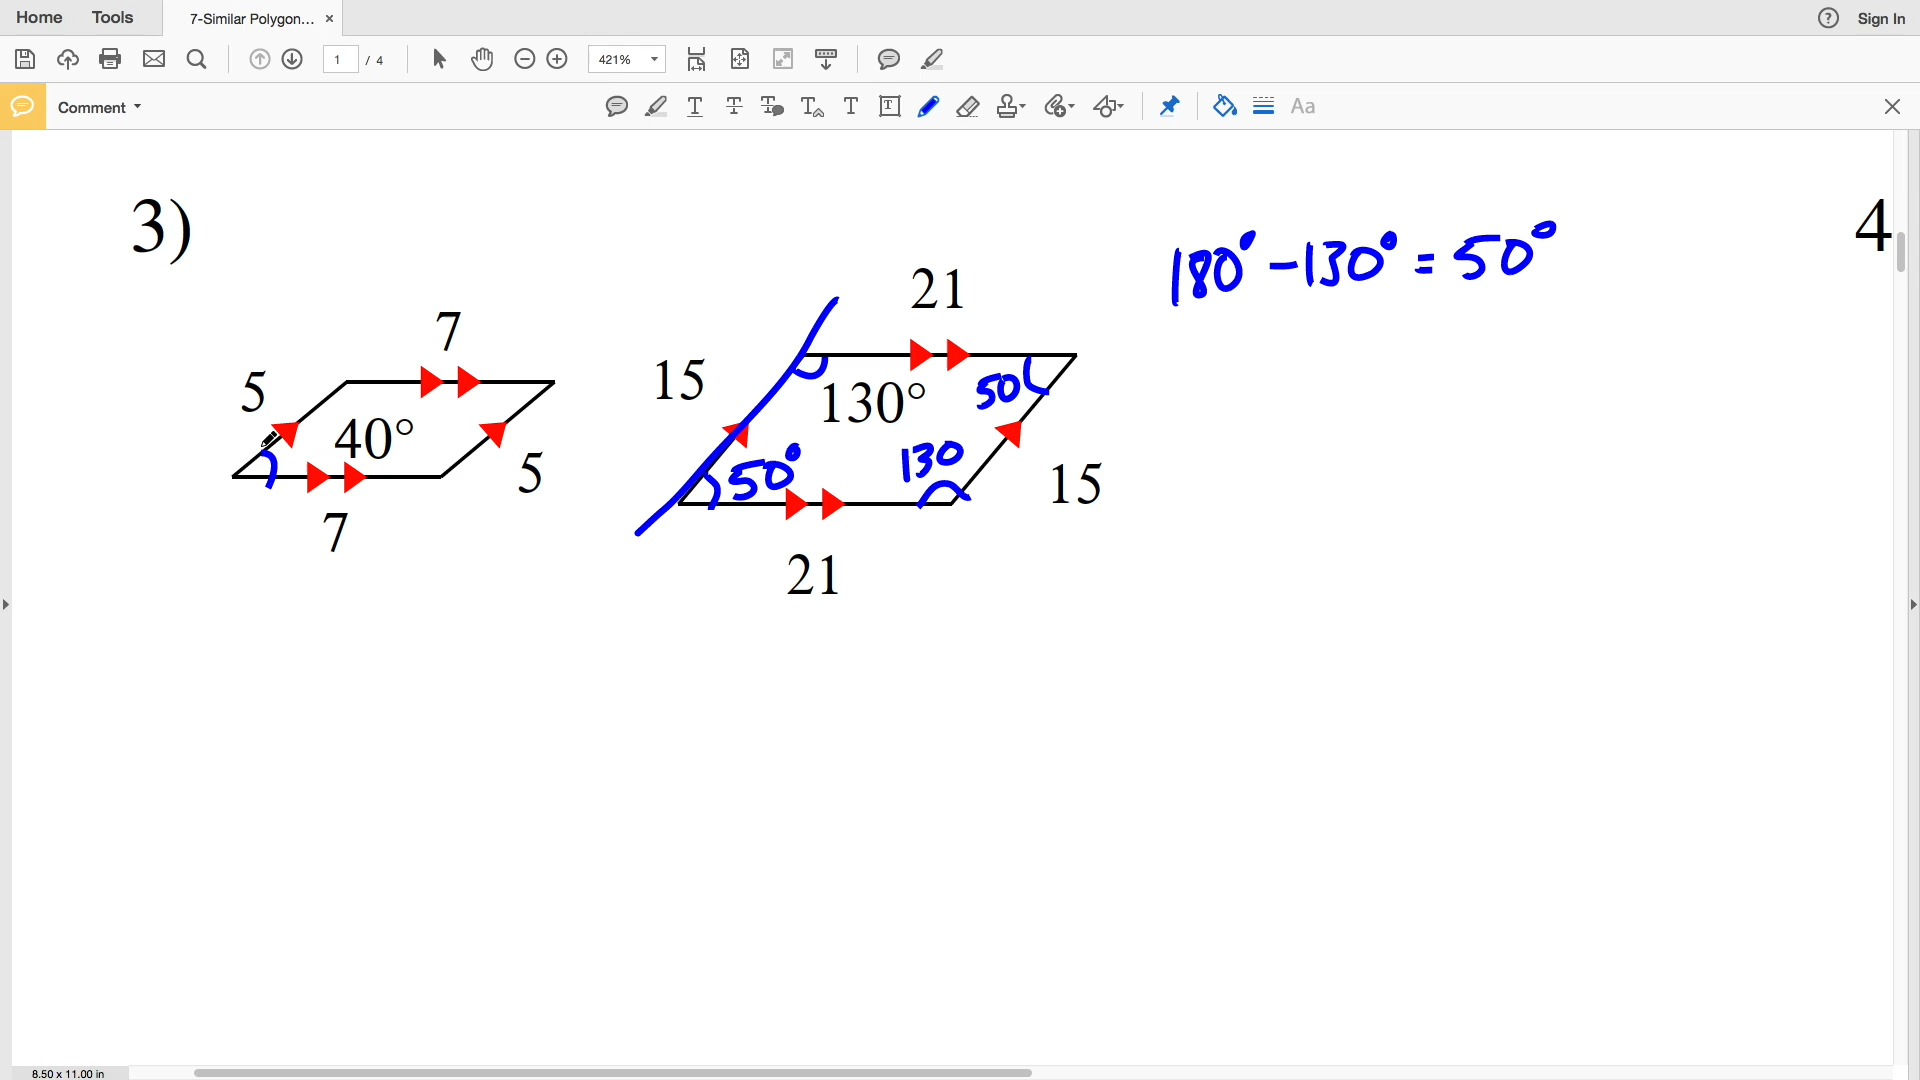 Home Tools 7-Similar Polygon... × ? Sign In
1 / 4 421%
Comment Aa
3) 4
180° - 130° = 50°
21
7
15
5
130° 50
40°
130
50°
5 15
7
21
8.50 x 11.00 in